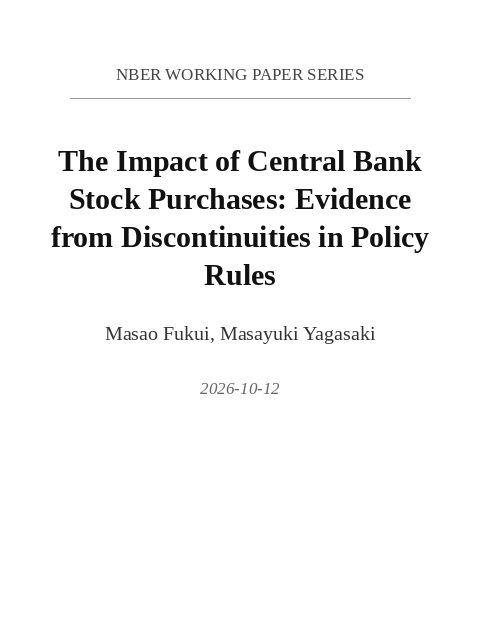 NBER WORKING PAPER SERIES
The Impact of Central Bank
Stock Purchases: Evidence
from Discontinuities in Policy
Rules
Masao Fukui, Masayuki Yagasaki
2026-10-12